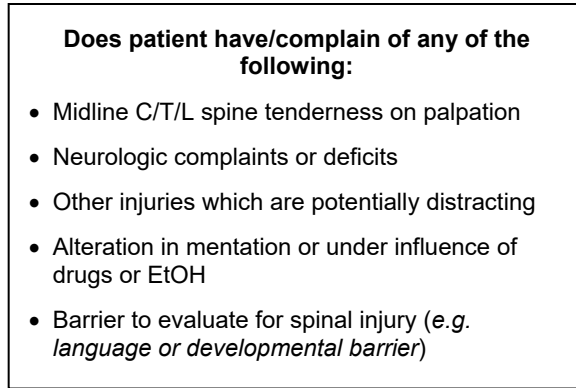 Does patient have/complain of any of the
following:
• Midline C/T/L spine tenderness on palpation
• Neurologic complaints or deficits
• Other injuries which are potentially distracting
• Alteration in mentation or under influence of
drugs or EtOH
• Barrier to evaluate for spinal injury (e.g.
language or developmental barrier)